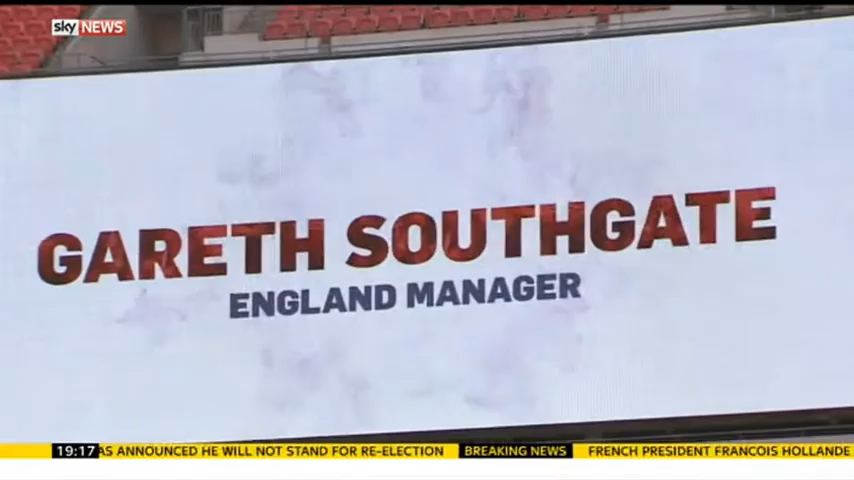 sky NEWS
GARETH SOUTHGATE
ENGLAND MANAGER
19:17 AS ANNOUNCED HE WILL NOT STAND FOR RE-ELECTION BREAKING NEWS FRENCH PRESIDENT FRANCOIS HOLLANDE